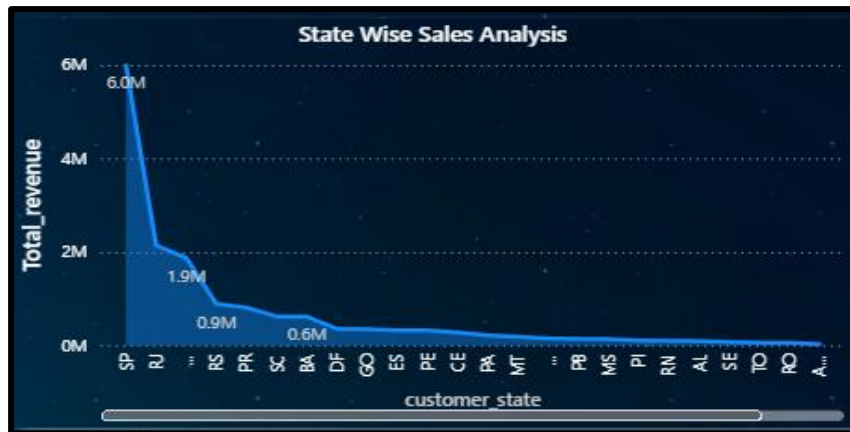 State Wise Sales Analysis
Total_revenue
6M
4M
2M
0M
6.0M
1.9M
0.9M
0.6M
SP
RJ
...
RS
PR
SC
BA
DF
GO
ES
PE
CE
PA
MT
...
PB
MS
PI
RN
AL
SE
TO
RO
A...
customer_state